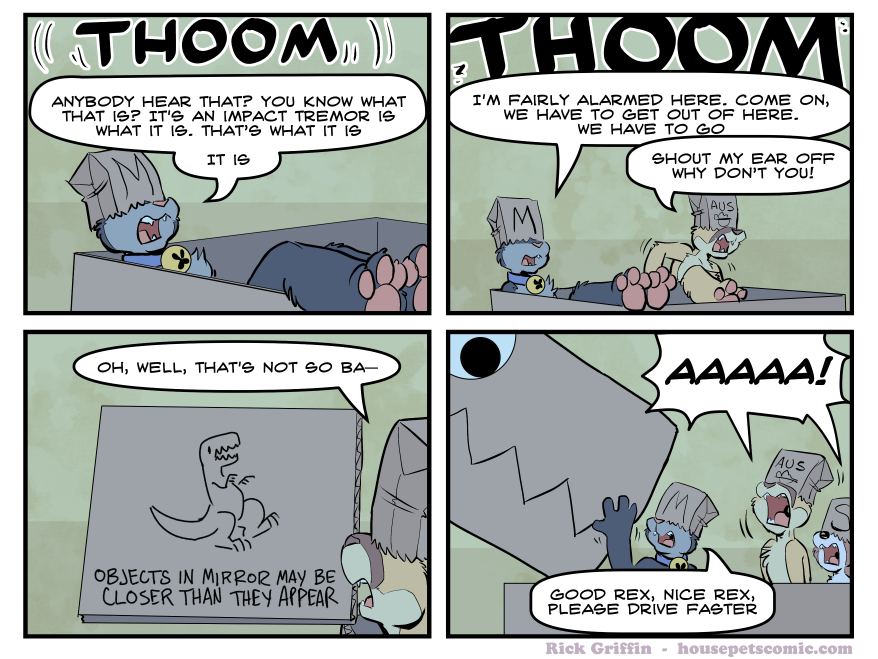 THOOM
ANYBODY HEAR THAT? YOU KNOW WHAT
THAT IS? IT'S AN IMPACT TREMOR IS
WHAT IT IS. THAT'S WHAT IT IS
IT IS
M
THOOM
I'M FAIRLY ALARMED HERE. COME ON,
WE HAVE TO GET OUT OF HERE.
WE HAVE TO GO
SHOUT MY EAR OFF
WHY DON'T YOU!
M
AUS
OH, WELL, THAT'S NOT SO BA—
OBJECTS IN MIRROR MAY BE
CLOSER THAN THEY APPEAR
AAAAA!
AUS
M
S
GOOD REX, NICE REX,
PLEASE DRIVE FASTER
Rick Griffin - housepetscomic.com